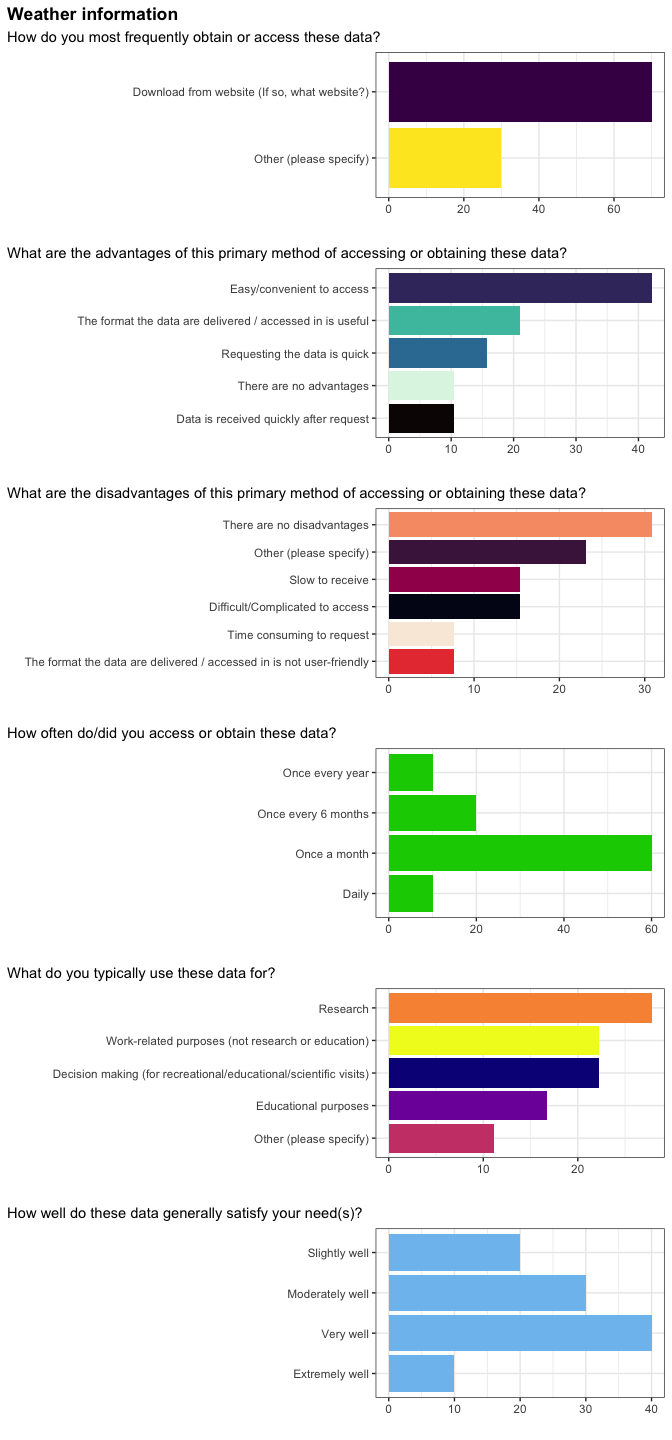 Weather information
How do you most frequently obtain or access these data?
Download from website (If so, what website?)
Other (please specify)
0 20 40 60
What are the advantages of this primary method of accessing or obtaining these data?
Easy/convenient to access
The format the data are delivered / accessed in is useful
Requesting the data is quick
There are no advantages
Data is received quickly after request
0 10 20 30 40
What are the disadvantages of this primary method of accessing or obtaining these data?
There are no disadvantages
Other (please specify)
Slow to receive
Difficult/Complicated to access
Time consuming to request
The format the data are delivered / accessed in is not user-friendly
0 10 20 30
How often do/did you access or obtain these data?
Once every year
Once every 6 months
Once a month
Daily
0 20 40 60
What do you typically use these data for?
Research
Work-related purposes (not research or education)
Decision making (for recreational/educational/scientific visits)
Educational purposes
Other (please specify)
0 10 20
How well do these data generally satisfy your need(s)?
Slightly well
Moderately well
Very well
Extremely well
0 10 20 30 40